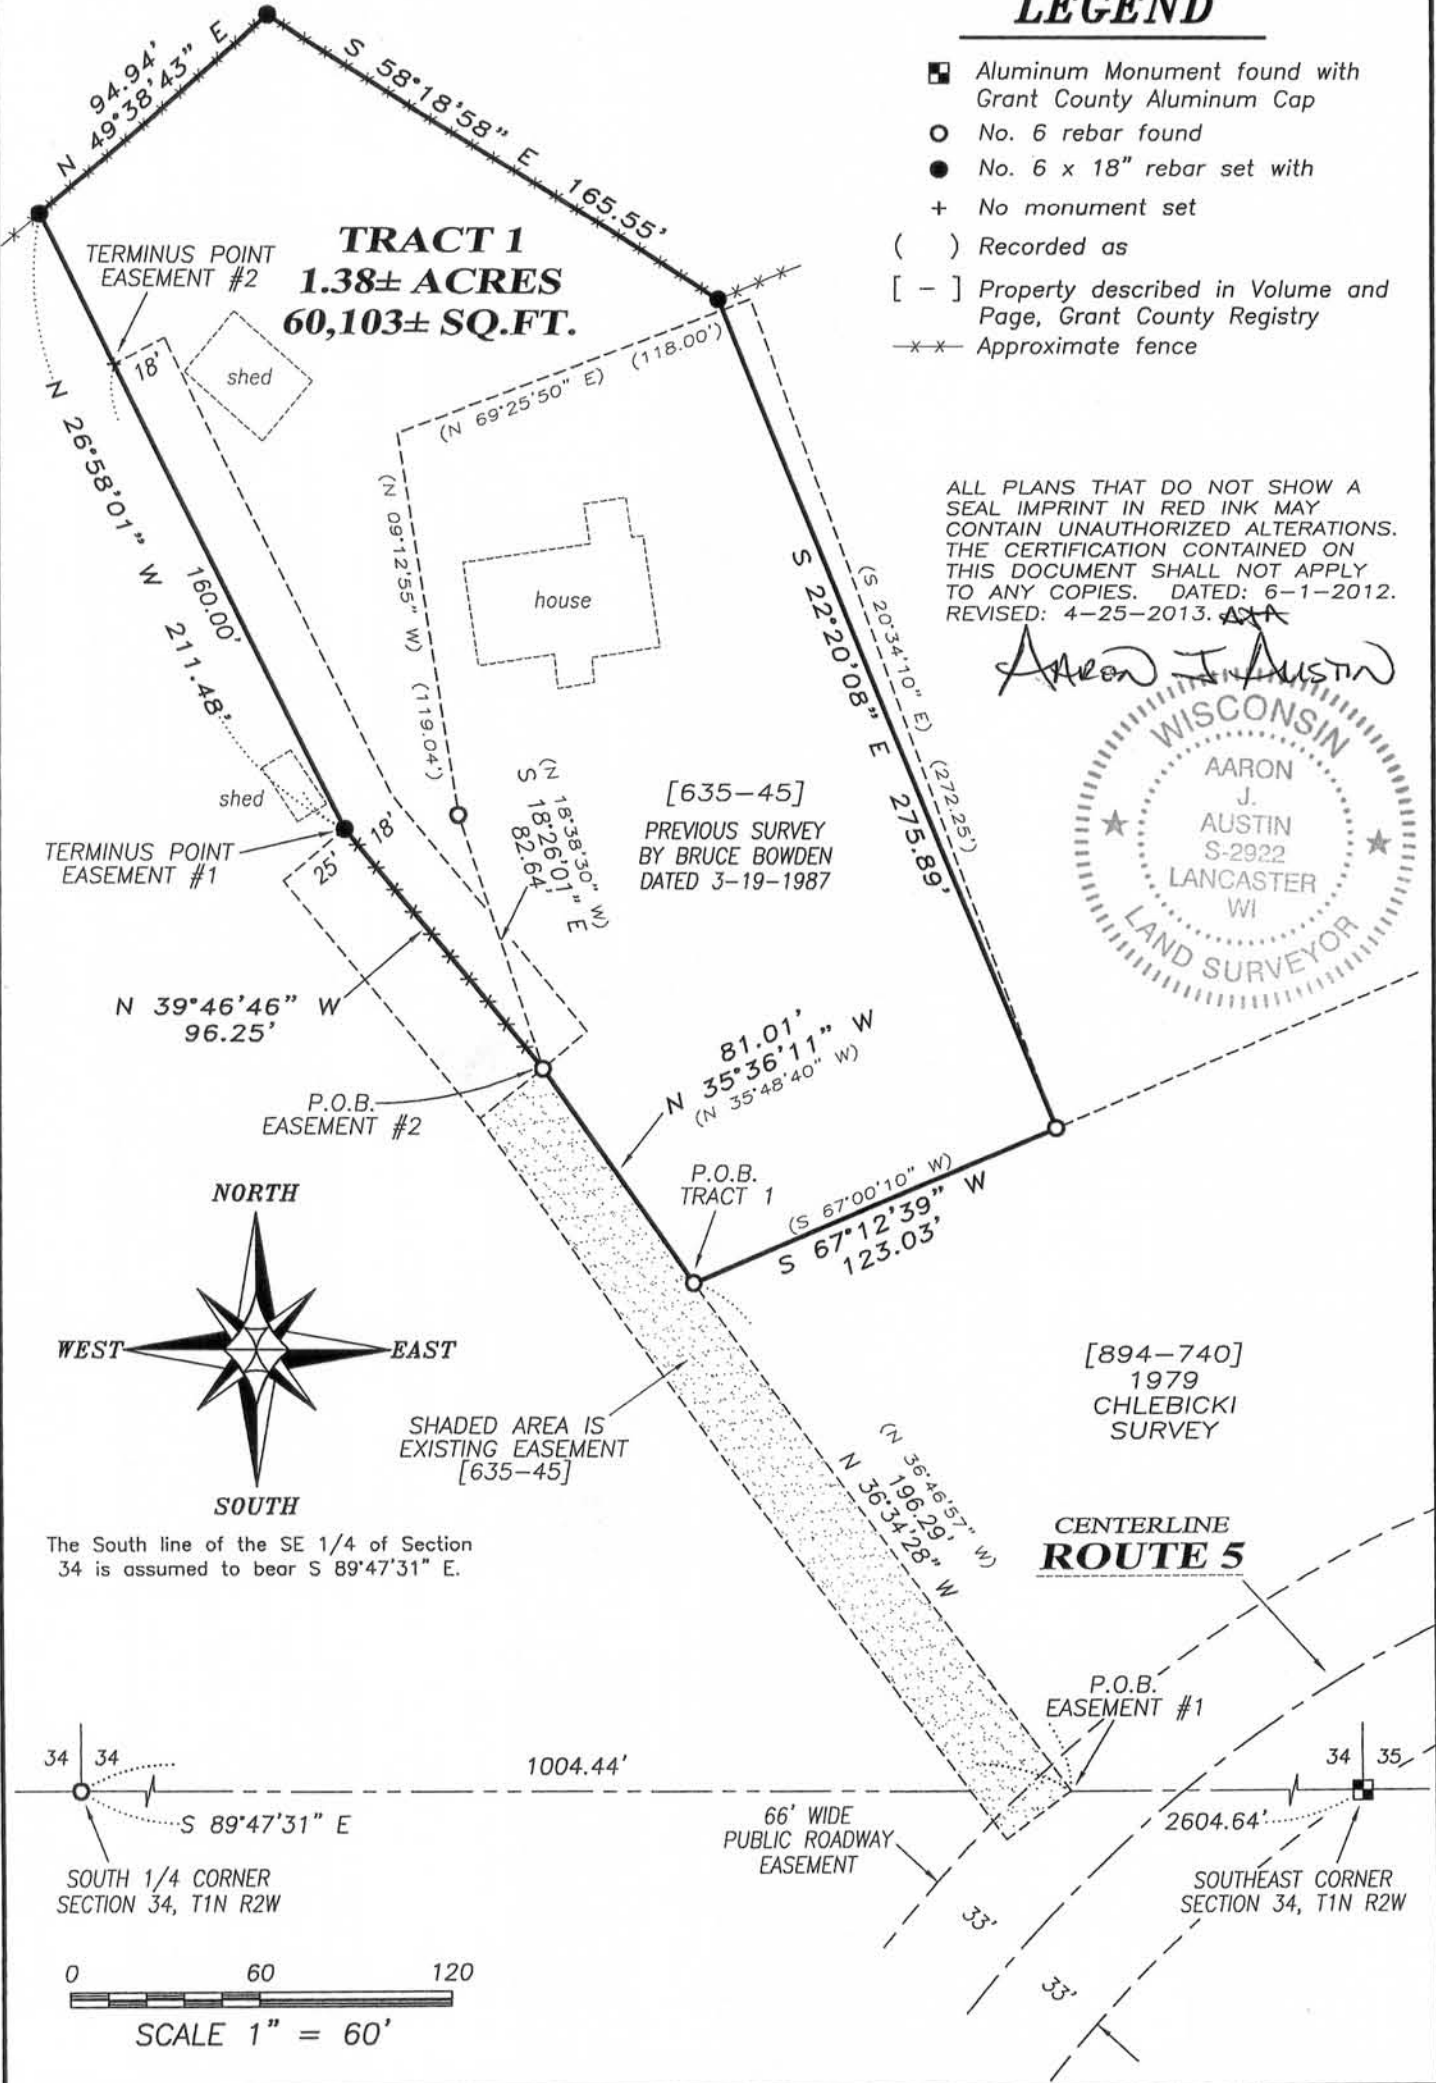 LEGEND
Aluminum Monument found with
Grant County Aluminum Cap
No. 6 rebar found
No. 6 x 18" rebar set with
+ No monument set
( ) Recorded as
[ - ] Property described in Volume and
Page, Grant County Registry
-x-x- Approximate fence
94.94'
N 49°38'43" E
S 58°18'58" E 165.55'
TERMINUS POINT
EASEMENT #2
TRACT 1
1.38± ACRES
60,103± SQ.FT.
18'
shed
(N 69°25'50" E) (118.00')
N 26°58'01" W 211.48'
160.00'
(N 09°12'55" W) (119.04')
house
S 22°20'08" E 275.89'
(S 20°34'10" E) (272.25')
ALL PLANS THAT DO NOT SHOW A
SEAL IMPRINT IN RED INK MAY
CONTAIN UNAUTHORIZED ALTERATIONS.
THE CERTIFICATION CONTAINED ON
THIS DOCUMENT SHALL NOT APPLY
TO ANY COPIES. DATED: 6-1-2012.
REVISED: 4-25-2013. AJA
AARON J AUSTIN
WISCONSIN
AARON
J.
AUSTIN
S-2922
LANCASTER
WI
LAND SURVEYOR
shed
TERMINUS POINT
EASEMENT #1
18'
25'
(N 18°38'30" W)
S 18°26'01" E
82.64'
[635-45]
PREVIOUS SURVEY
BY BRUCE BOWDEN
DATED 3-19-1987
N 39°46'46" W
96.25'
81.01'
N 35°36'11" W
(N 35°48'40" W)
P.O.B.
EASEMENT #2
P.O.B.
TRACT 1
(S 67°00'10" W)
S 67°12'39" W
123.03'
NORTH
WEST
EAST
SOUTH
The South line of the SE 1/4 of Section
34 is assumed to bear S 89°47'31" E.
SHADED AREA IS
EXISTING EASEMENT
[635-45]
[894-740]
1979
CHLEBICKI
SURVEY
(N 36°46'57" W)
196.29'
N 36°34'28" W
CENTERLINE
ROUTE 5
P.O.B.
EASEMENT #1
34 34
1004.44'
34 35
S 89°47'31" E
2604.64'
SOUTH 1/4 CORNER
SECTION 34, T1N R2W
66' WIDE
PUBLIC ROADWAY
EASEMENT
SOUTHEAST CORNER
SECTION 34, T1N R2W
33'
33'
0 60 120
SCALE 1" = 60'